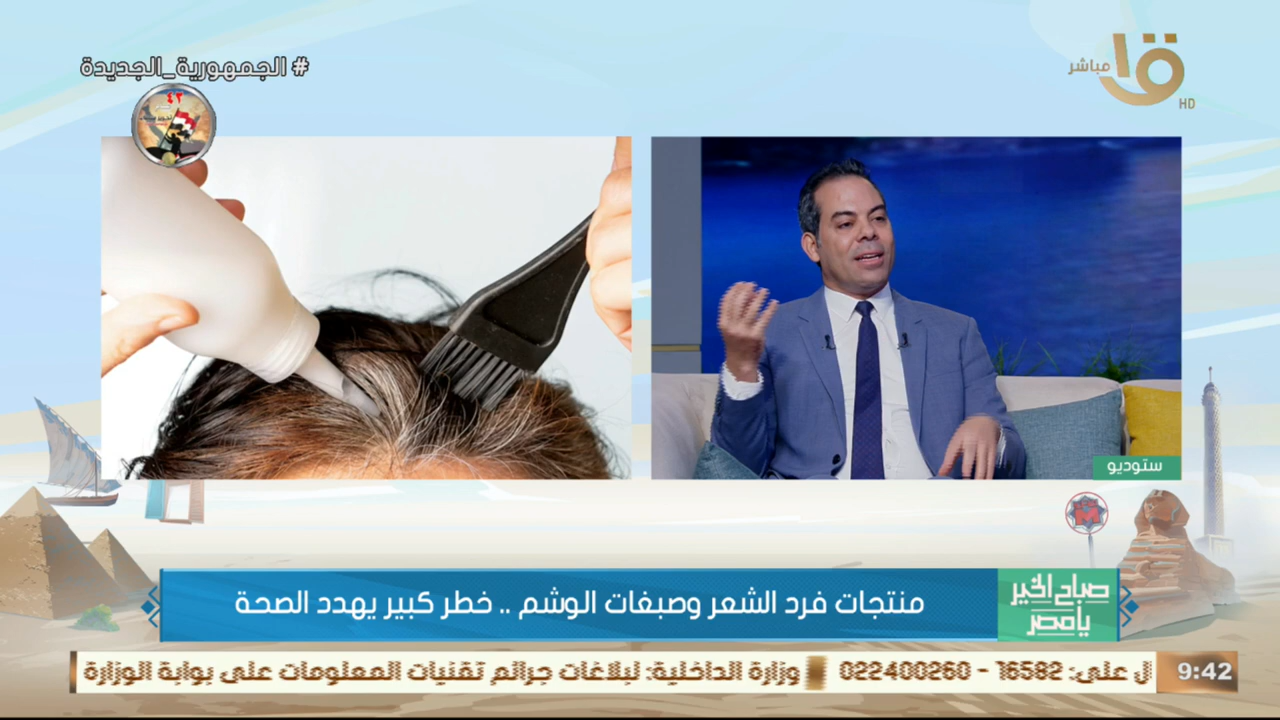 # الجمهورية_الجديدة
مباشر
HD
٤٢
ستوديو
صباح الخير
يا مصر
منتجات فرد الشعر وصبغات الوشم .. خطر كبير يهدد الصحة
ل على: 16582 - 022400260 وزارة الداخلية: لبلاغات جرائم تقنيات المعلومات على بوابة الوزارة
9:42